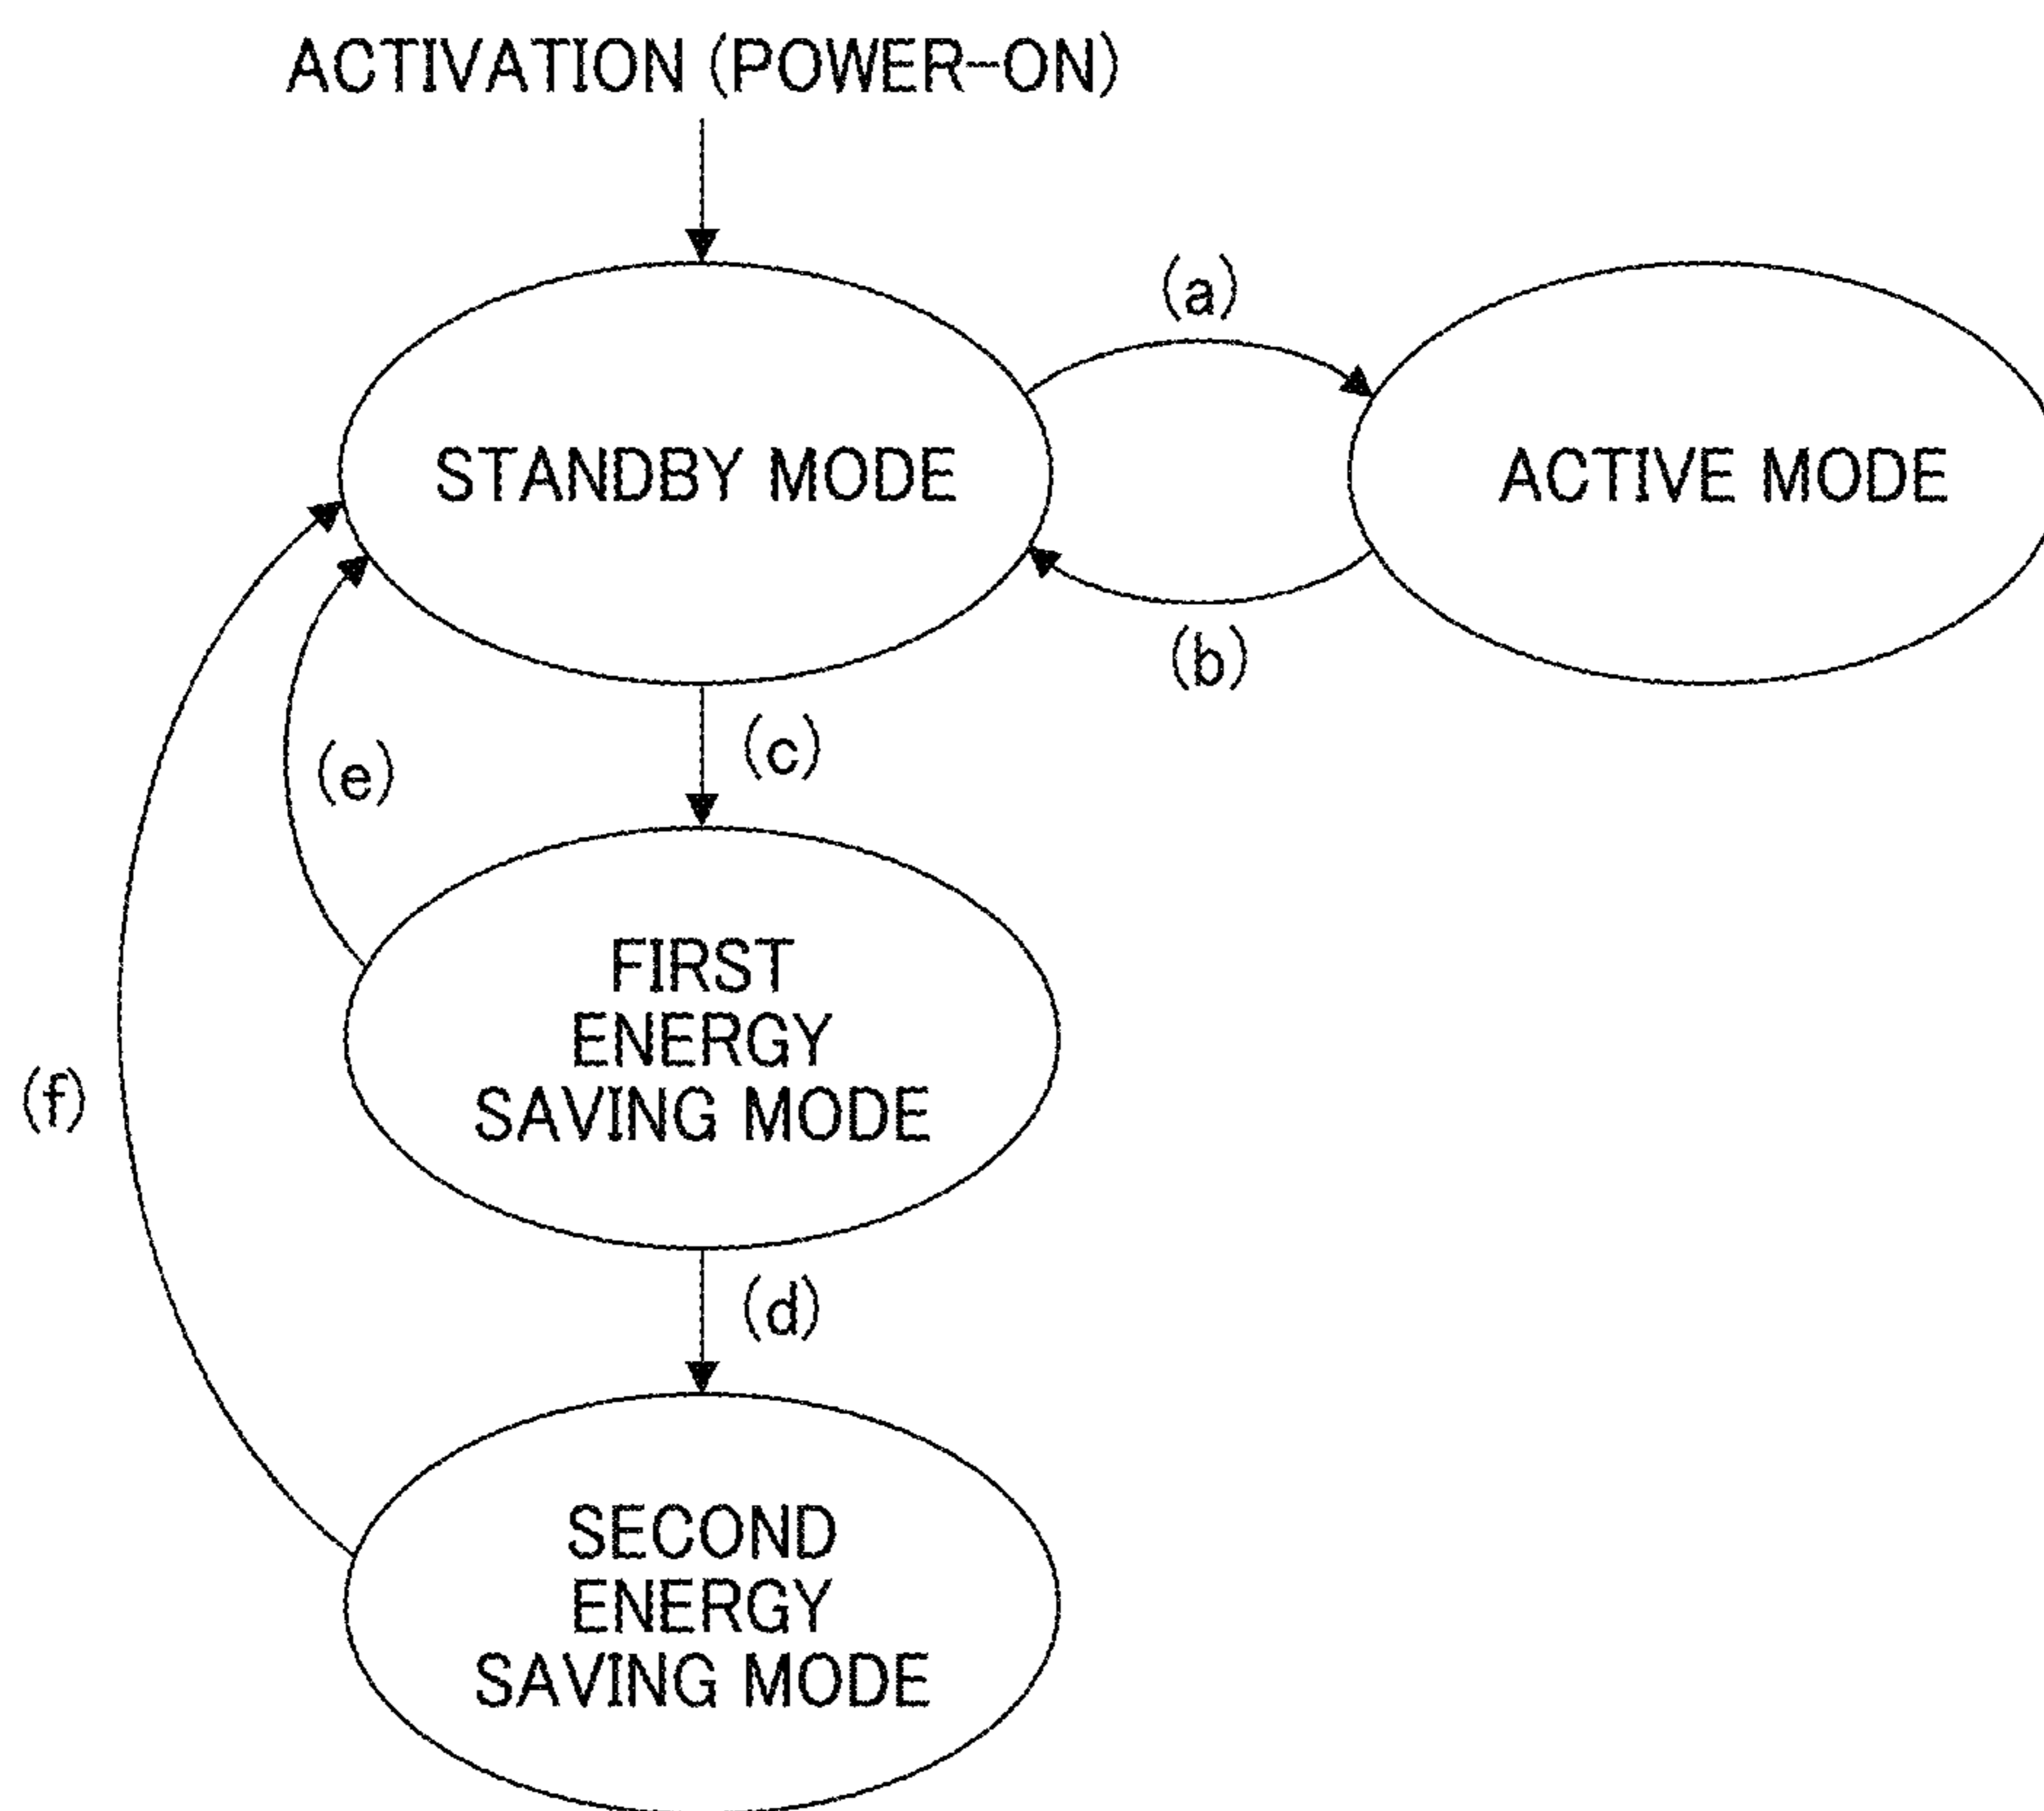 ACTIVATION (POWER-ON)
(a)
STANDBY MODE
ACTIVE MODE
(b)
(c)
(e)
FIRST
ENERGY
SAVING MODE
(f)
(d)
SECOND
ENERGY
SAVING MODE